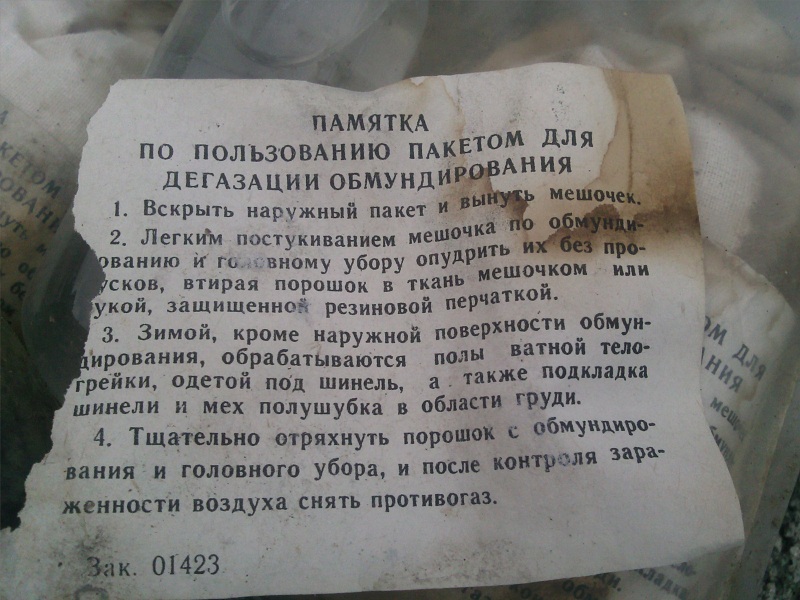 ПАМЯТКА
ПО ПОЛЬЗОВАНИЮ ПАКЕТОМ ДЛЯ
ДЕГАЗАЦИИ ОБМУНДИРОВАНИЯ
1. Вскрыть наружный пакет и вынуть мешочек.
2. Легким постукиванием мешочка по обмунди-
рованию и головному убору опудрить их без про-
усков, втирая порошок в ткань мешочком или
укой, защищенной резиновой перчаткой.
3. Зимой, кроме наружной поверхности обмун-
дирования, обрабатываются полы ватной тело-
грейки, одетой под шинель, а также подкладка
шинели и мех полушубка в области груди.
4. Тщательно отряхнуть порошок с обмундиро-
вания и головного убора, и после контроля зара-
женности воздуха снять противогаз.
Зак. 01423